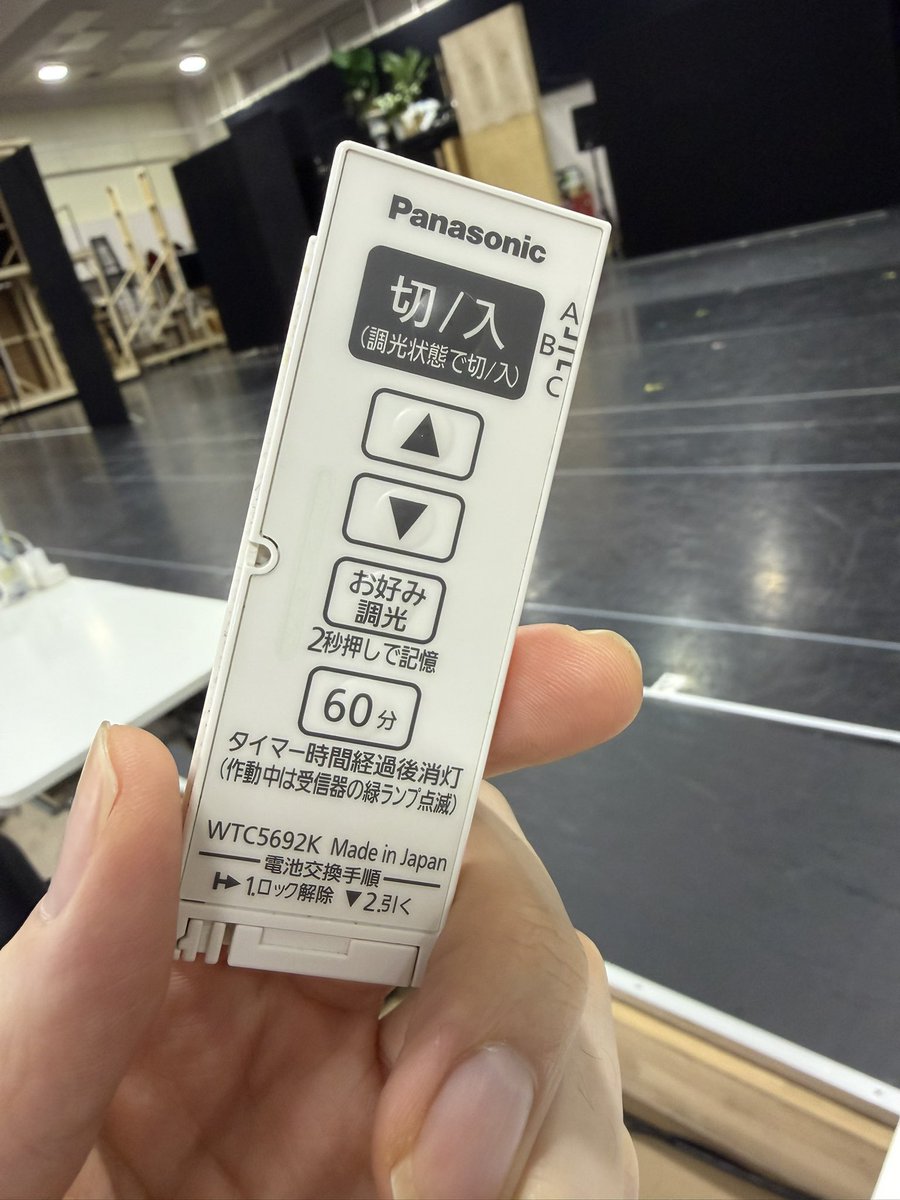 Panasonic
切/入
(調光状態で切/入)
A
B
C
▲
▼
お好み
調光
2秒押しで記憶
60分
タイマー時間経過後消灯
(作動中は受信器の緑ランプ点滅)
WTC5692K Made in Japan
電池交換手順
1.ロック解除 ▼2.引く